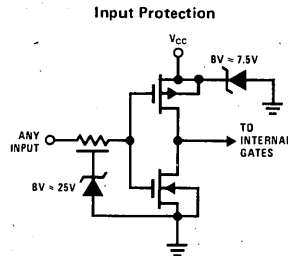 Input Protection
VCC
BV ≈ 7.5V
ANY
INPUT
TO
INTERNAL
GATES
BV ≈ 25V